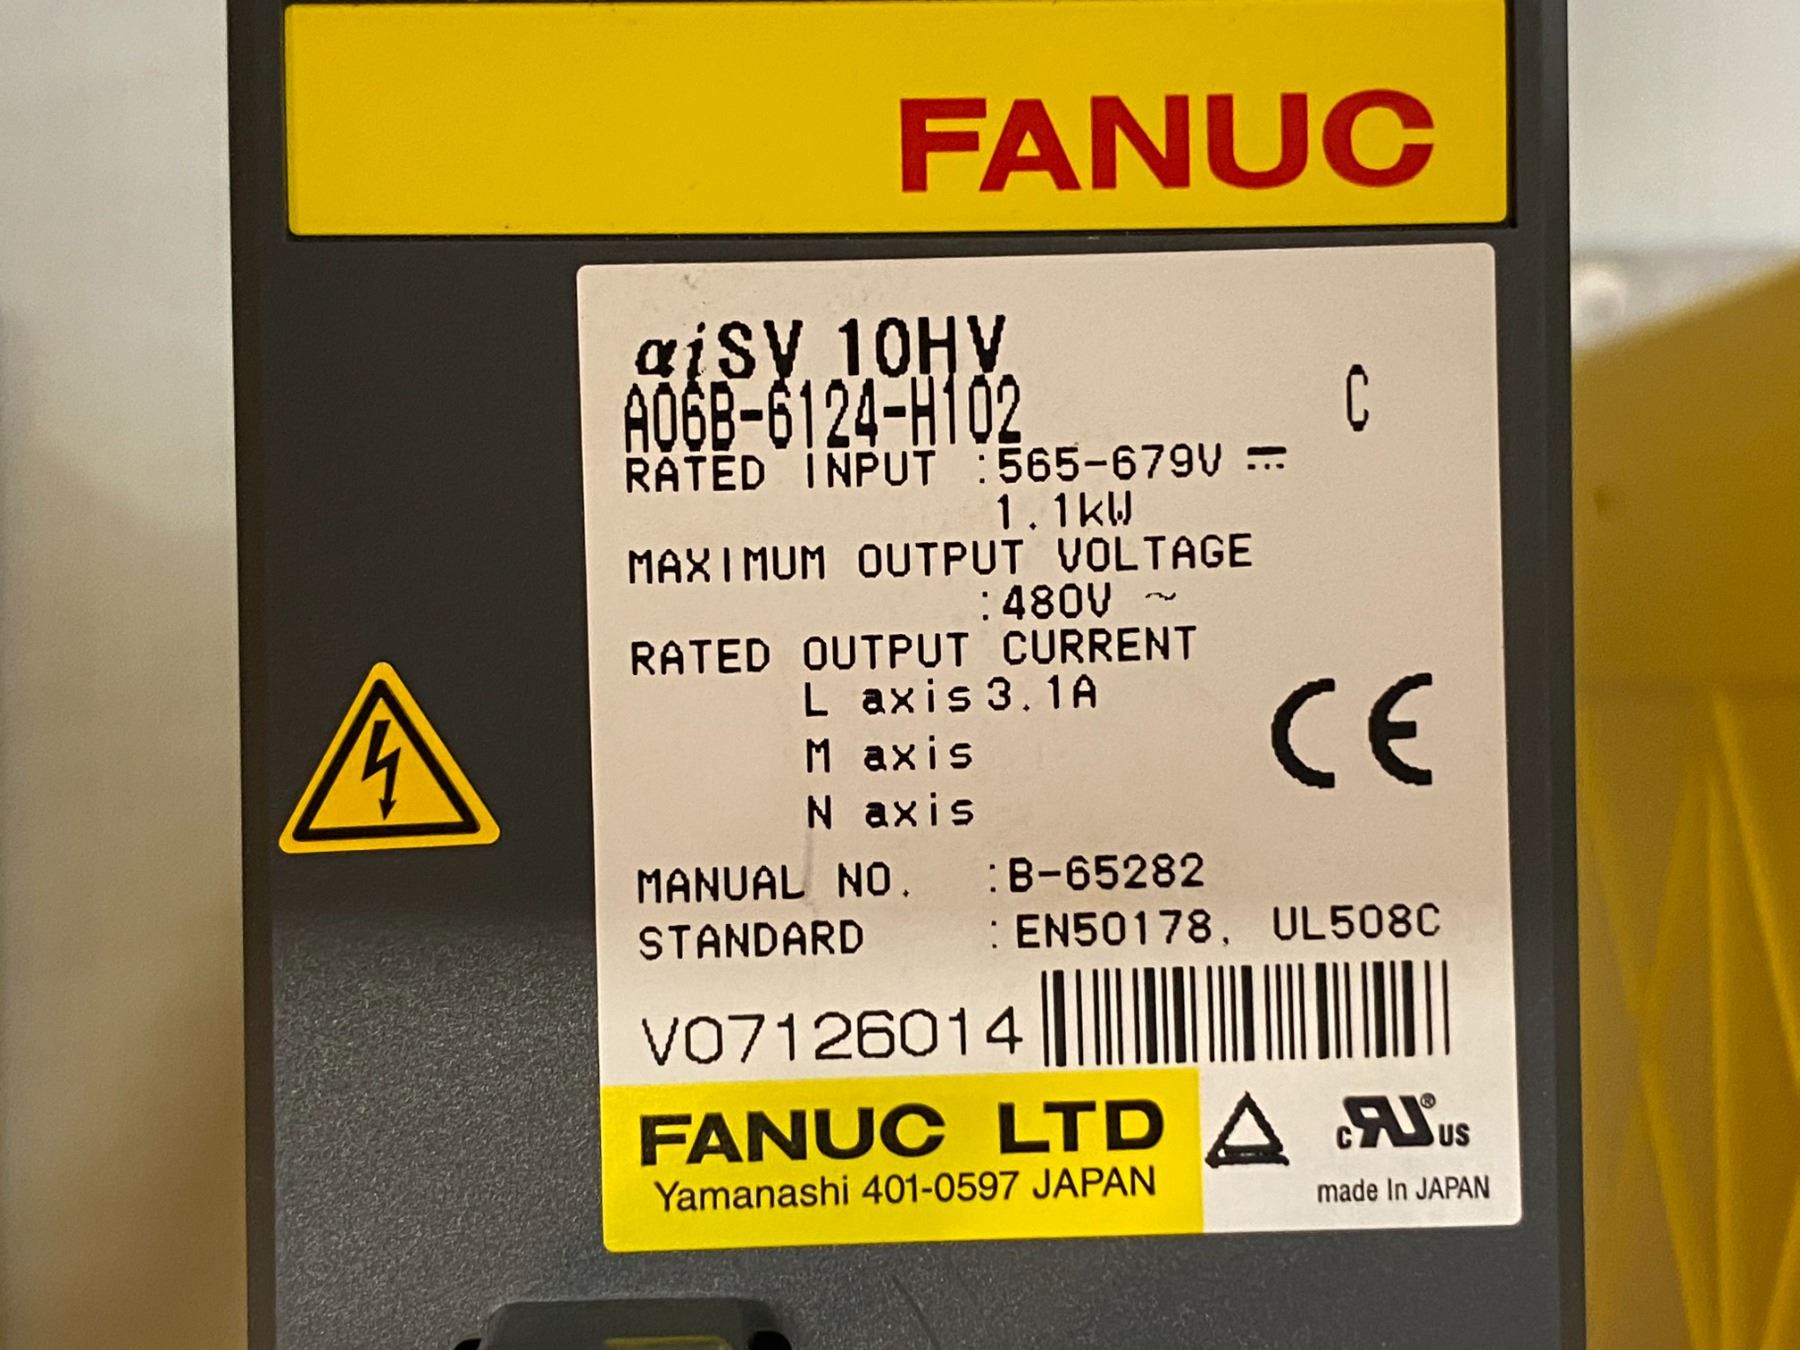 FANUC
αiSV 10HV
A06B-6124-H102 C
RATED INPUT :565-679V ⎓
1.1kW
MAXIMUM OUTPUT VOLTAGE
:480V ~
RATED OUTPUT CURRENT
L axis 3.1A
M axis
N axis
CE
MANUAL NO. :B-65282
STANDARD :EN50178, UL508C
V07126014
FANUC LTD
Yamanashi 401-0597 JAPAN
c RU ® US
made In JAPAN